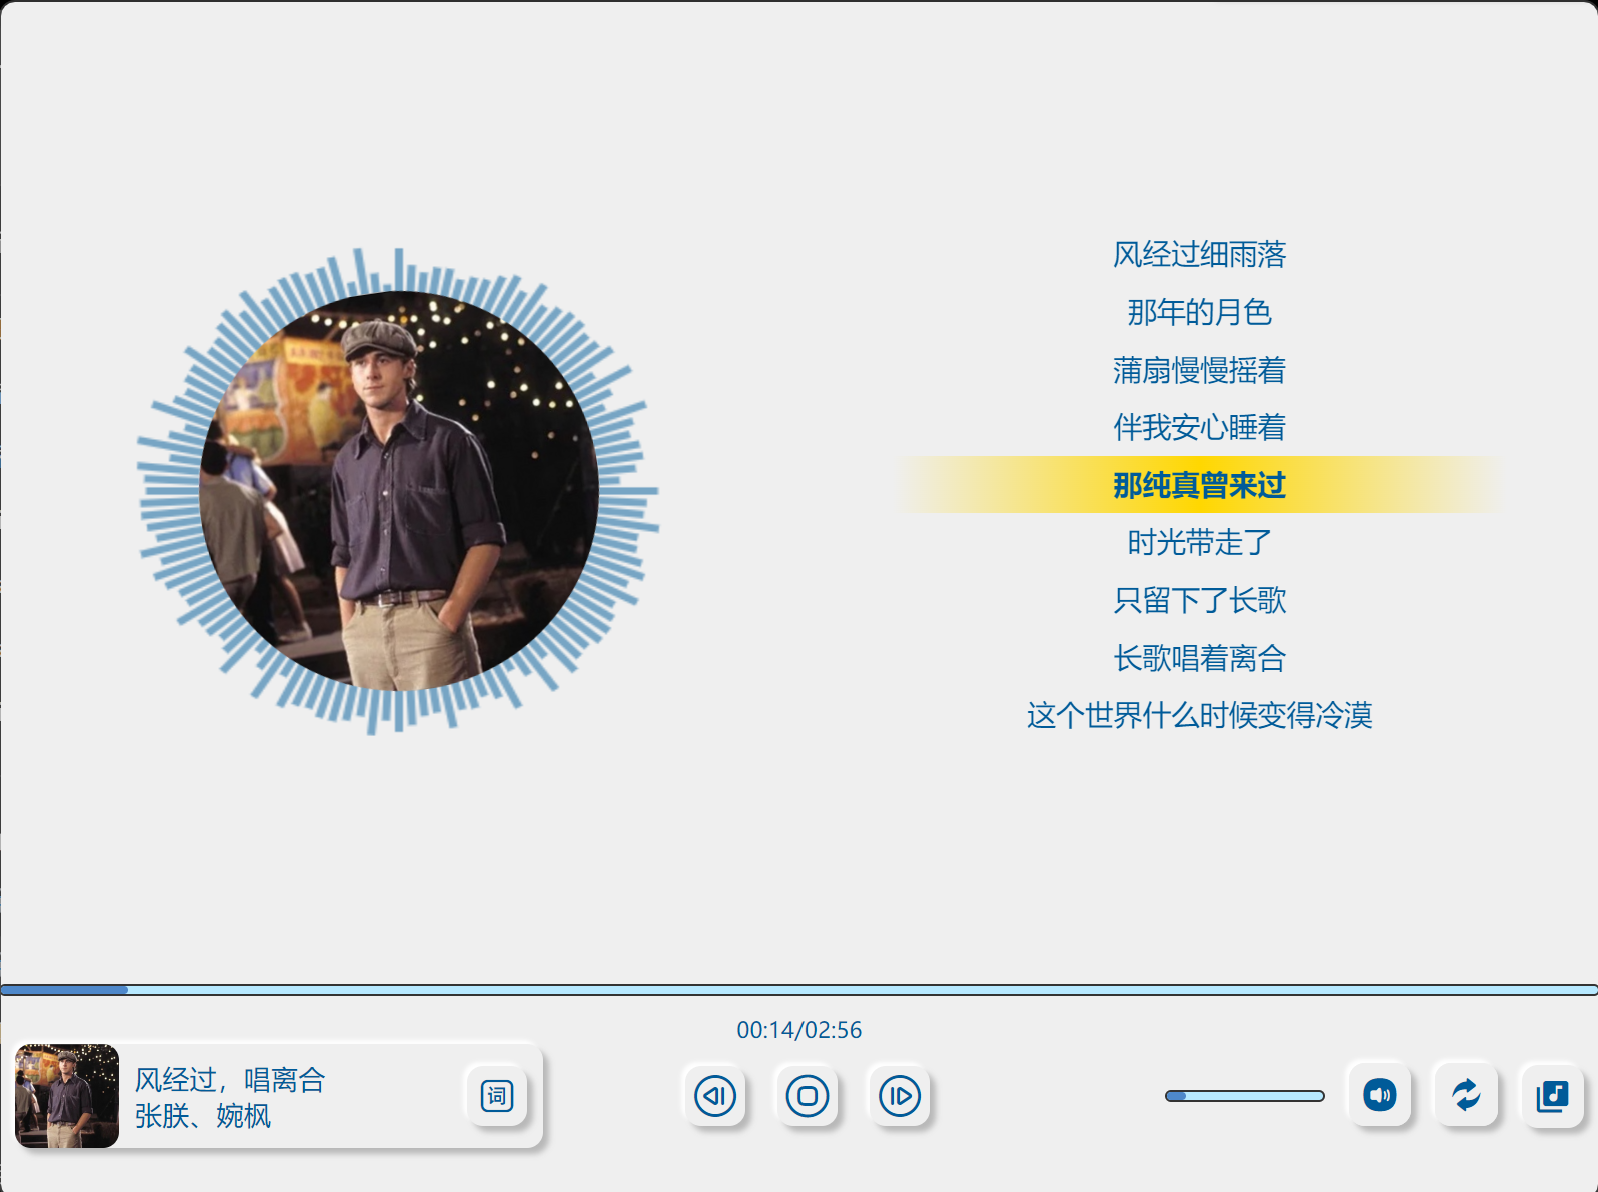 风经过细雨落
那年的月色
蒲扇慢慢摇着
伴我安心睡着
那纯真曾来过
时光带走了
只留下了长歌
长歌唱着离合
这个世界什么时候变得冷漠
00:14/02:56
风经过，唱离合
张朕、婉枫
词